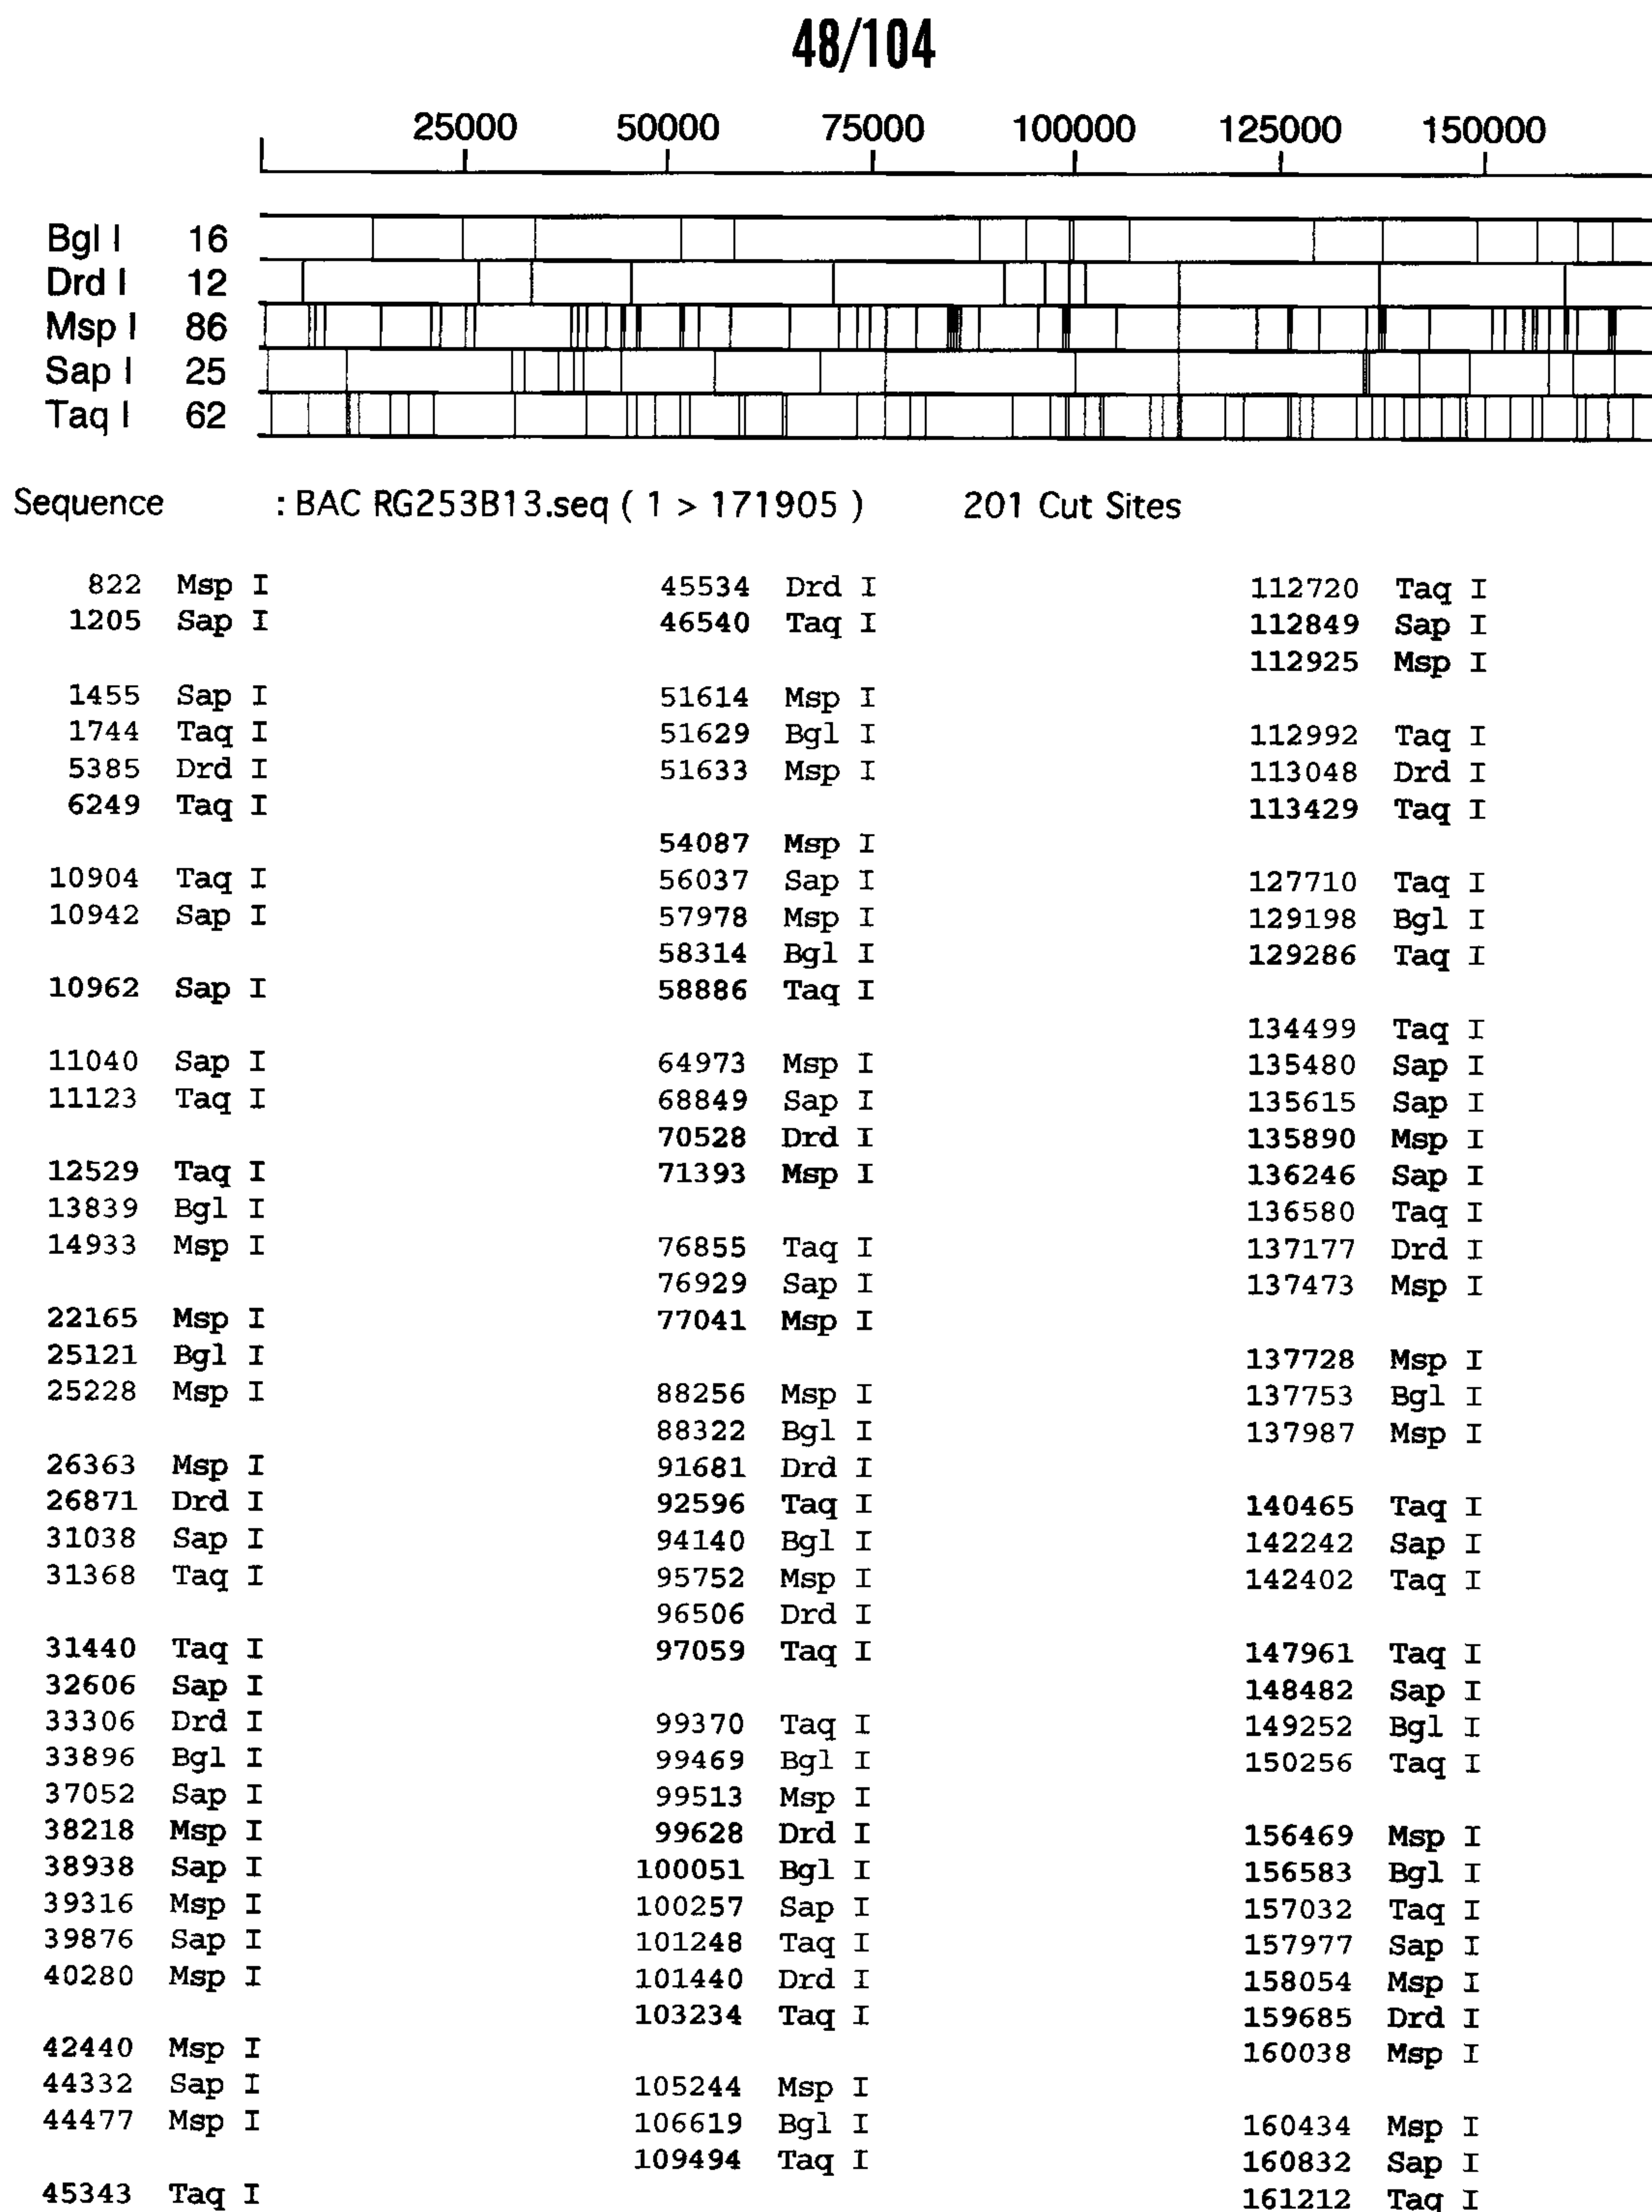 48/104
25000 50000 75000 100000 125000 150000
Bgl I 16
Drd I 12
Msp I 86
Sap I 25
Taq I 62
Sequence : BAC RG253B13.seq ( 1 > 171905 ) 201 Cut Sites
822 Msp I
1205 Sap I
1455 Sap I
1744 Taq I
5385 Drd I
6249 Taq I
10904 Taq I
10942 Sap I
10962 Sap I
11040 Sap I
11123 Taq I
12529 Taq I
13839 Bgl I
14933 Msp I
22165 Msp I
25121 Bgl I
25228 Msp I
26363 Msp I
26871 Drd I
31038 Sap I
31368 Taq I
31440 Taq I
32606 Sap I
33306 Drd I
33896 Bgl I
37052 Sap I
38218 Msp I
38938 Sap I
39316 Msp I
39876 Sap I
40280 Msp I
42440 Msp I
44332 Sap I
44477 Msp I
45343 Taq I
45534 Drd I
46540 Taq I
51614 Msp I
51629 Bgl I
51633 Msp I
54087 Msp I
56037 Sap I
57978 Msp I
58314 Bgl I
58886 Taq I
64973 Msp I
68849 Sap I
70528 Drd I
71393 Msp I
76855 Taq I
76929 Sap I
77041 Msp I
88256 Msp I
88322 Bgl I
91681 Drd I
92596 Taq I
94140 Bgl I
95752 Msp I
96506 Drd I
97059 Taq I
99370 Taq I
99469 Bgl I
99513 Msp I
99628 Drd I
100051 Bgl I
100257 Sap I
101248 Taq I
101440 Drd I
103234 Taq I
105244 Msp I
106619 Bgl I
109494 Taq I
112720 Taq I
112849 Sap I
112925 Msp I
112992 Taq I
113048 Drd I
113429 Taq I
127710 Taq I
129198 Bgl I
129286 Taq I
134499 Taq I
135480 Sap I
135615 Sap I
135890 Msp I
136246 Sap I
136580 Taq I
137177 Drd I
137473 Msp I
137728 Msp I
137753 Bgl I
137987 Msp I
140465 Taq I
142242 Sap I
142402 Taq I
147961 Taq I
148482 Sap I
149252 Bgl I
150256 Taq I
156469 Msp I
156583 Bgl I
157032 Taq I
157977 Sap I
158054 Msp I
159685 Drd I
160038 Msp I
160434 Msp I
160832 Sap I
161212 Taq I